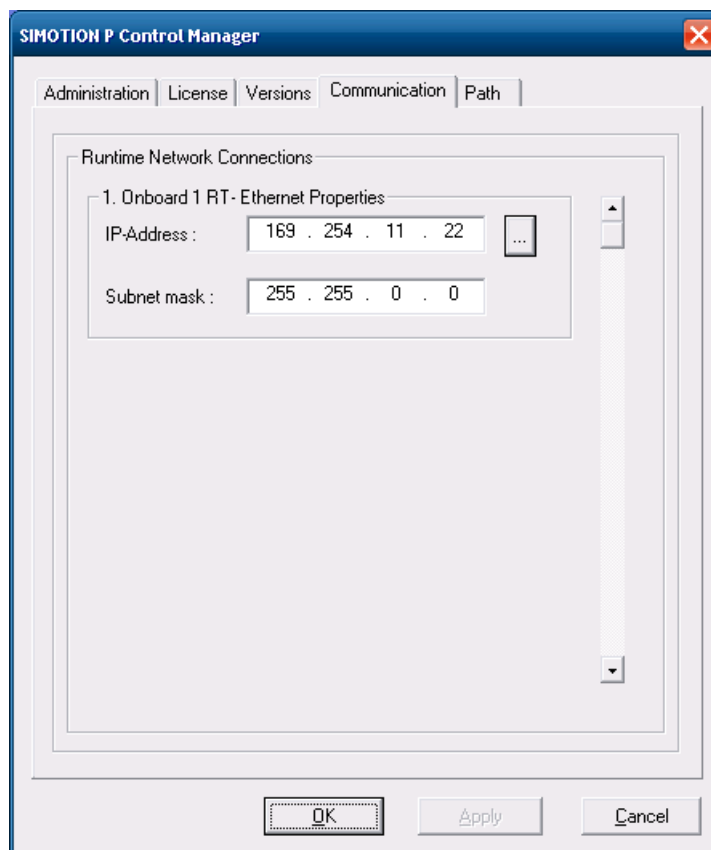 SIMOTION P Control Manager
Administration License Versions Communication Path
Runtime Network Connections
1. Onboard 1 RT- Ethernet Properties
IP-Address : 169 . 254 . 11 . 22 ...
Subnet mask : 255 . 255 . 0 . 0
OK Apply Cancel